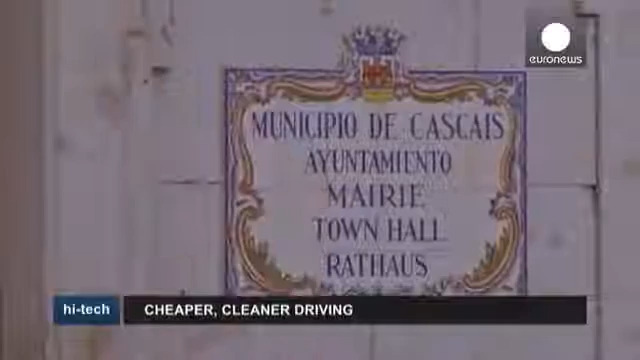 euronews
MUNICIPIO DE CASCAIS
AYUNTAMIENTO
MAIRIE
TOWN HALL
RATHAUS
hi-tech
CHEAPER, CLEANER DRIVING